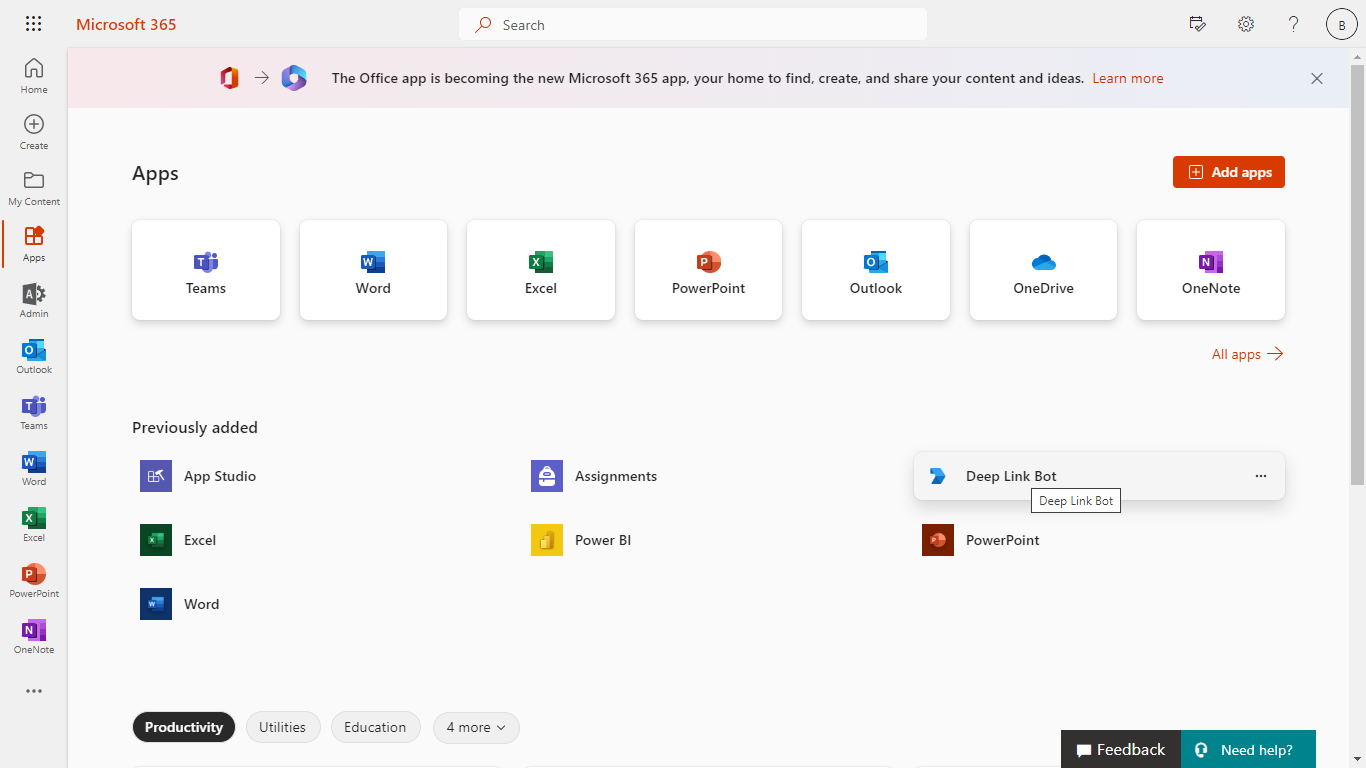 Microsoft 365
Search
B
Home
Create
My Content
Apps
Admin
Outlook
Teams
Word
Excel
PowerPoint
OneNote
The Office app is becoming the new Microsoft 365 app, your home to find, create, and share your content and ideas. Learn more
Apps
Add apps
Teams
Word
Excel
PowerPoint
Outlook
OneDrive
OneNote
All apps
Previously added
App Studio
Assignments
Deep Link Bot
Deep Link Bot
Excel
Power BI
PowerPoint
Word
Productivity
Utilities
Education
4 more
Feedback
Need help?